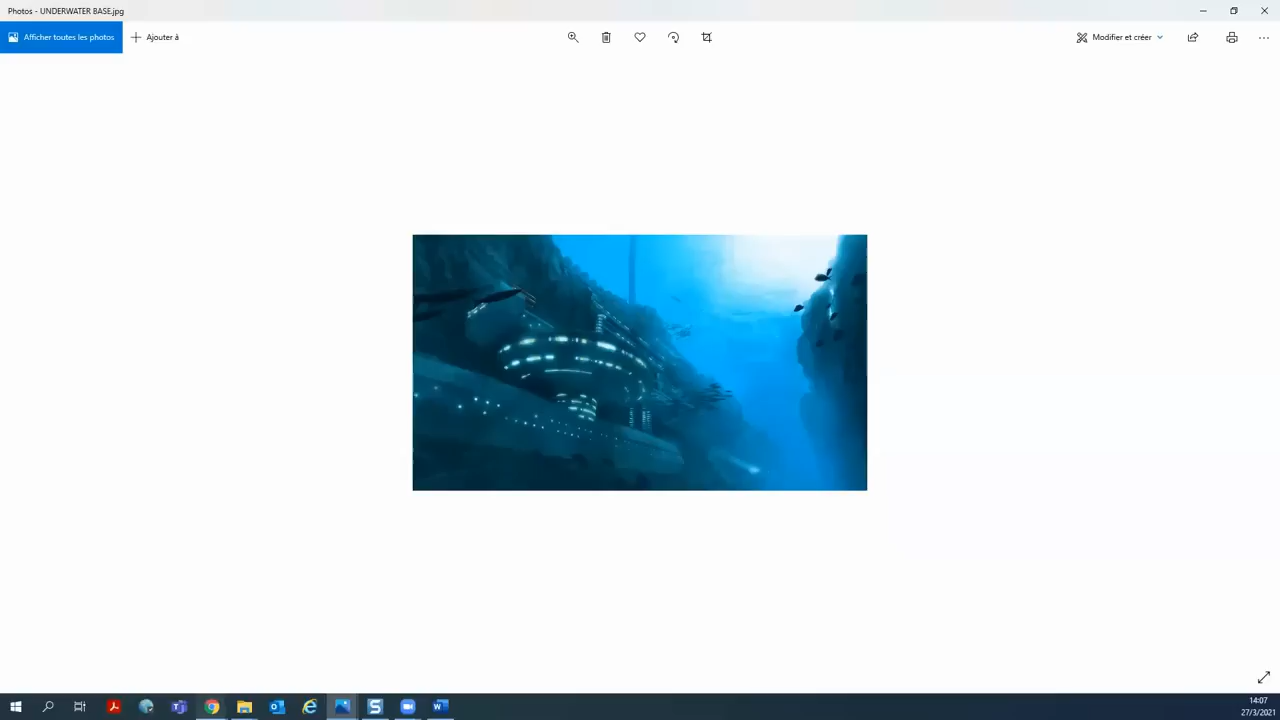 Photos - UNDERWATER BASE.jpg
Afficher toutes les photos
Ajouter à
Modifier et créer
14:07
27/3/2021